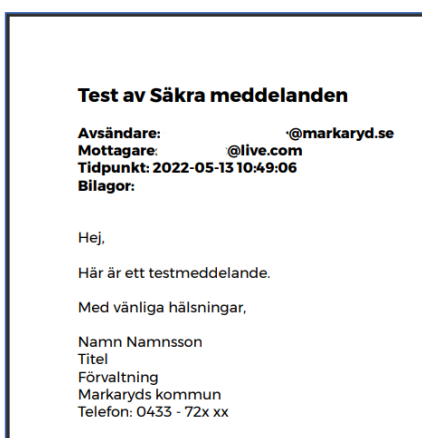 Test av Säkra meddelanden
Avsändare: @markaryd.se
Mottagare: @live.com
Tidpunkt: 2022-05-13 10:49:06
Bilagor:
Hej,
Här är ett testmeddelande.
Med vänliga hälsningar,
Namn Namnsson
Titel
Förvaltning
Markaryds kommun
Telefon: 0433 - 72x xx